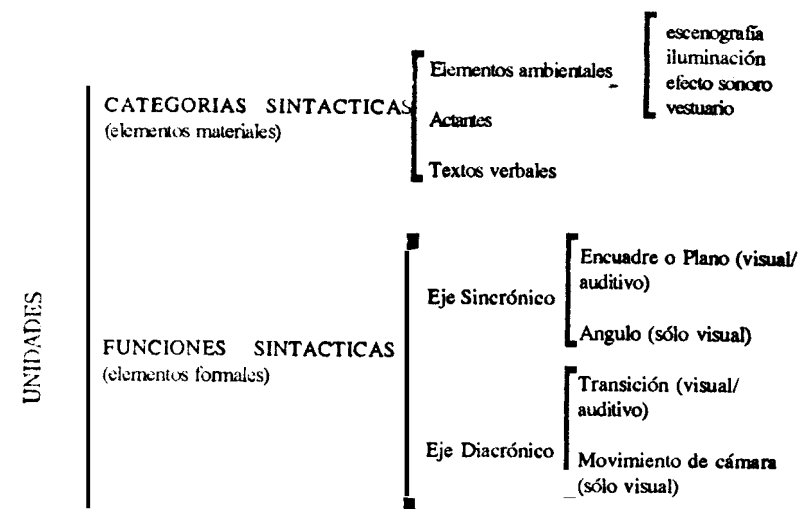 UNIDADES
CATEGORIAS SINTACTICAS
(elementos materiales)
Elementos ambientales
escenografía
iluminación
efecto sonoro
vestuario
Actantes
Textos verbales
FUNCIONES SINTACTICAS
(elementos formales)
Eje Sincrónico
Encuadre o Plano (visual/
auditivo)
Angulo (sólo visual)
Eje Diacrónico
Transición (visual/
auditivo)
Movimiento de cámara
(sólo visual)